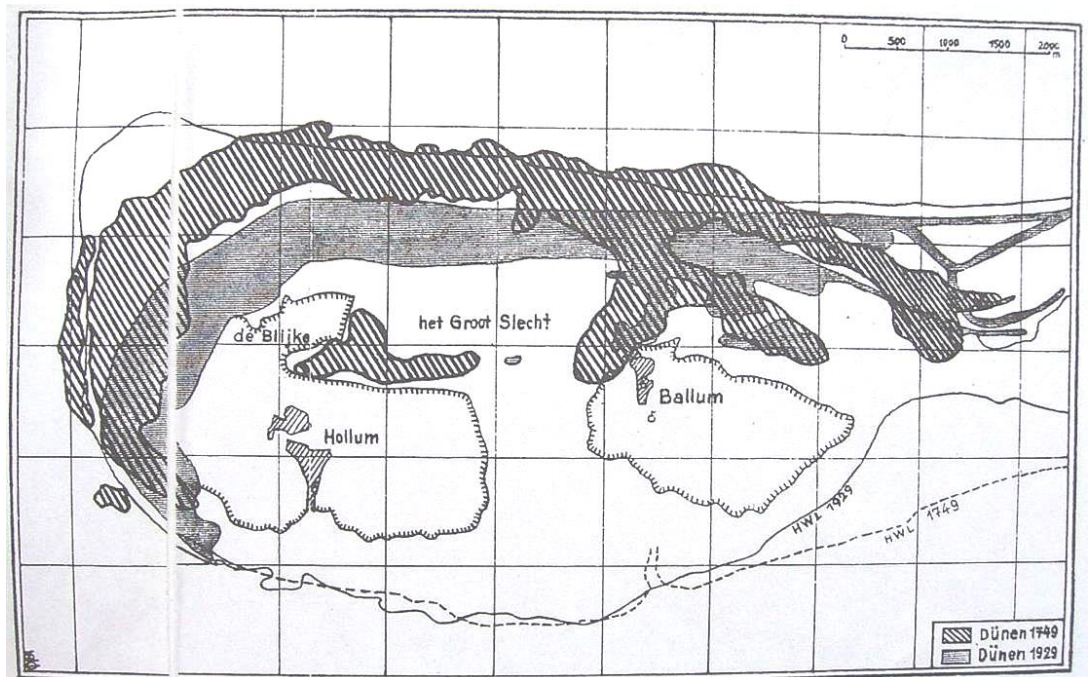 0 500 1000 1500 2000
m
het Groot Slecht
de Blijke
Ballum
Hollum
HWL 1929
HWL 1749
Dünen 1749
Dünen 1929